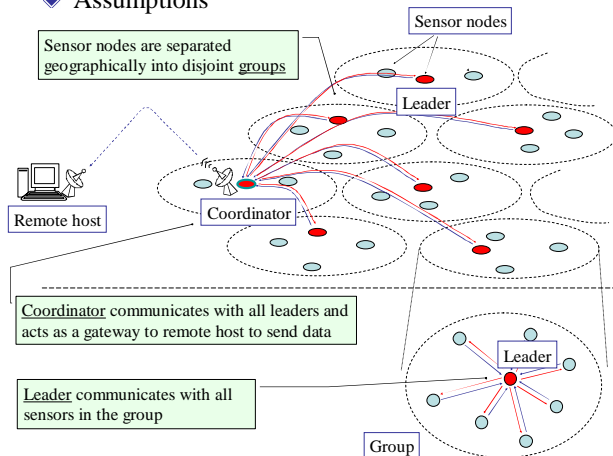 Assumptions
Sensor nodes
Sensor nodes are separated
geographically into disjoint groups
Leader
Remote host
Coordinator
Coordinator communicates with all leaders and
acts as a gateway to remote host to send data
Leader
Leader communicates with all
sensors in the group
Group